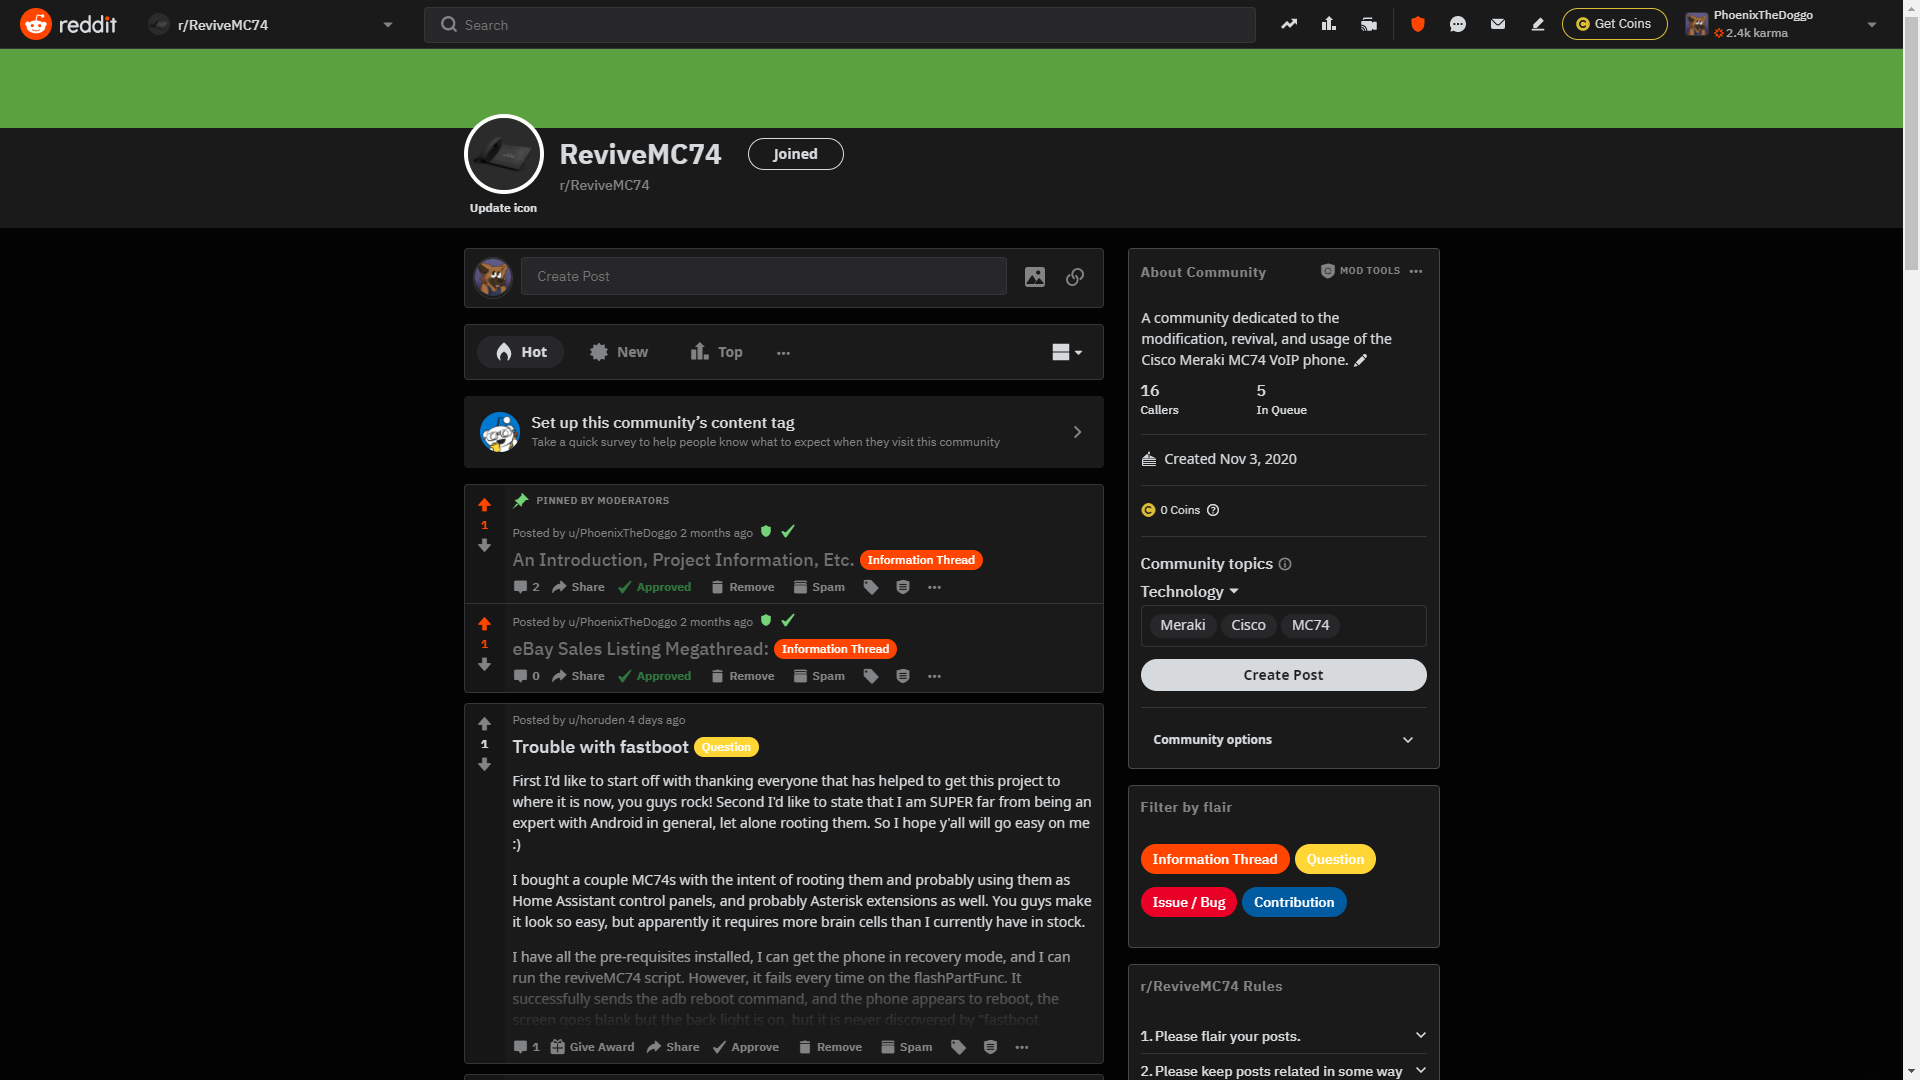 reddit
r/ReviveMC74
Search
Get Coins
PhoenixTheDoggo
2.4k karma
ReviveMC74
Joined
r/ReviveMC74
Update icon
Create Post
Hot
New
Top
Set up this community’s content tag
Take a quick survey to help people know what to expect when they visit this community
PINNED BY MODERATORS
1
Posted by u/PhoenixTheDoggo 2 months ago
An Introduction, Project Information, Etc. Information Thread
2 Share Approved Remove Spam
1
Posted by u/PhoenixTheDoggo 2 months ago
eBay Sales Listing Megathread: Information Thread
0 Share Approved Remove Spam
Posted by u/horuden 4 days ago
1
Trouble with fastboot Question
First I'd like to start off with thanking everyone that has helped to get this project to
where it is now, you guys rock! Second I'd like to state that I am SUPER far from being an
expert with Android in general, let alone rooting them. So I hope y'all will go easy on me
:)
I bought a couple MC74s with the intent of rooting them and probably using them as
Home Assistant control panels, and probably Asterisk extensions as well. You guys make
it look so easy, but apparently it requires more brain cells than I currently have in stock.
I have all the pre-requisites installed, I can get the phone in recovery mode, and I can
run the reviveMC74 script. However, it fails every time on the flashPartFunc. It
successfully sends the adb reboot command, and the phone appears to reboot, the
screen goes blank but the back light is on, but it is never discovered by "fastboot
1 Give Award Share Approve Remove Spam
About Community
MOD TOOLS
A community dedicated to the
modification, revival, and usage of the
Cisco Meraki MC74 VoIP phone.
16
Callers
5
In Queue
Created Nov 3, 2020
0 Coins
Community topics
Technology
Meraki Cisco MC74
Create Post
Community options
Filter by flair
Information Thread Question
Issue / Bug Contribution
r/ReviveMC74 Rules
1. Please flair your posts.
2. Please keep posts related in some way